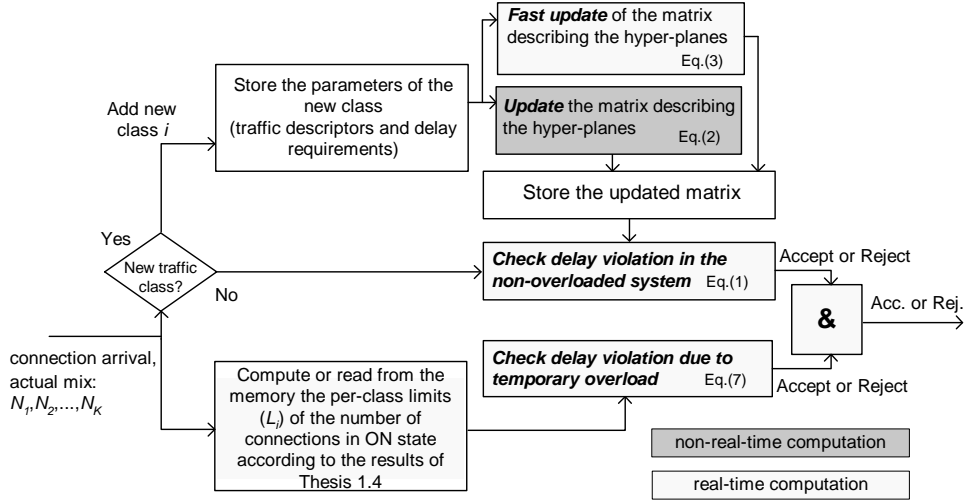 Fast update of the matrix
describing the hyper-planes
Eq.(3)
Store the parameters of the
new class
(traffic descriptors and delay
requirements)
Add new
class i
Update the matrix describing
the hyper-planes
Eq.(2)
Store the updated matrix
Yes
New traffic
class?
No
Check delay violation in the
non-overloaded system Eq.(1)
Accept or Reject
&
Acc. or Rej.
connection arrival,
actual mix:
N1,N2,...,NK
Compute or read from the
memory the per-class limits
(Li) of the number of
connections in ON state
according to the results of
Thesis 1.4
Check delay violation due to
temporary overload Eq.(7)
Accept or Reject
non-real-time computation
real-time computation